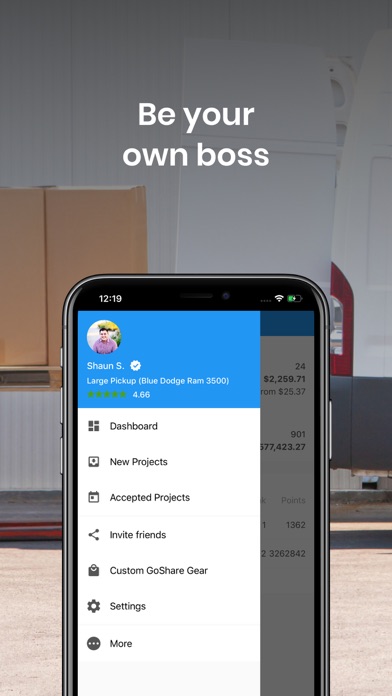 Be your
own boss
12:19
Shaun S.
Large Pickup (Blue Dodge Ram 3500)
4.66
24
$2,259.71
from $25.37
901
577,423.27
Dashboard
New Projects
Accepted Projects
Points
1 1362
2 3262842
Invite friends
Custom GoShare Gear
Settings
More